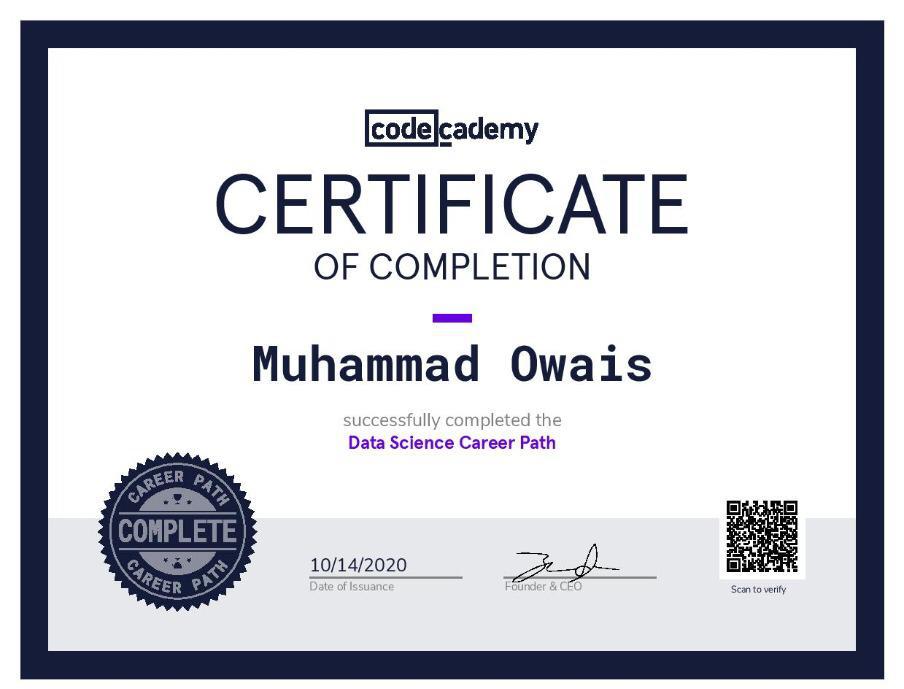 codecademy
CERTIFICATE
OF COMPLETION
Muhammad Owais
successfully completed the
Data Science Career Path
CAREER PATH
COMPLETE
CAREER PATH
10/14/2020
Date of Issuance
Founder & CEO
Scan to verify